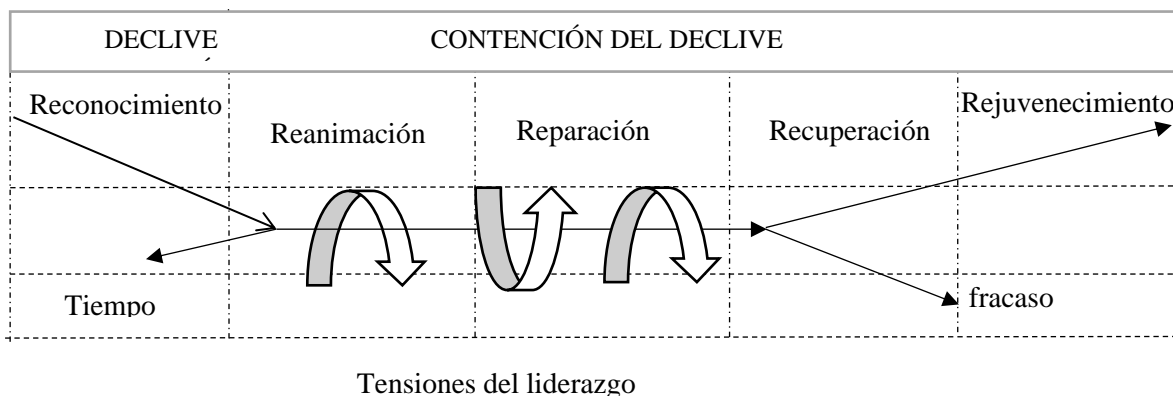 DECLIVE CONTENCIÓN DEL DECLIVE
Reconocimiento
Reanimación
Reparación
Recuperación
Rejuvenecimiento
Tiempo
fracaso
Tensiones del liderazgo